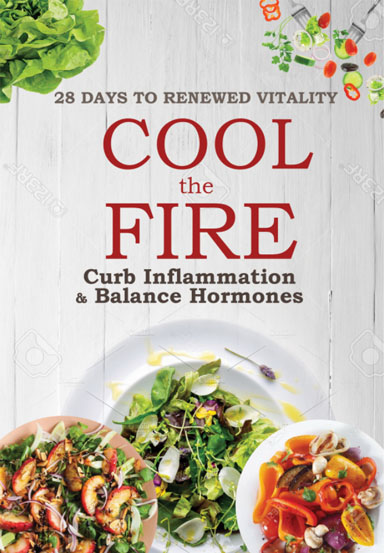 28 DAYS TO RENEWED VITALITY
COOL
the
FIRE
Curb Inflammation
& Balance Hormones